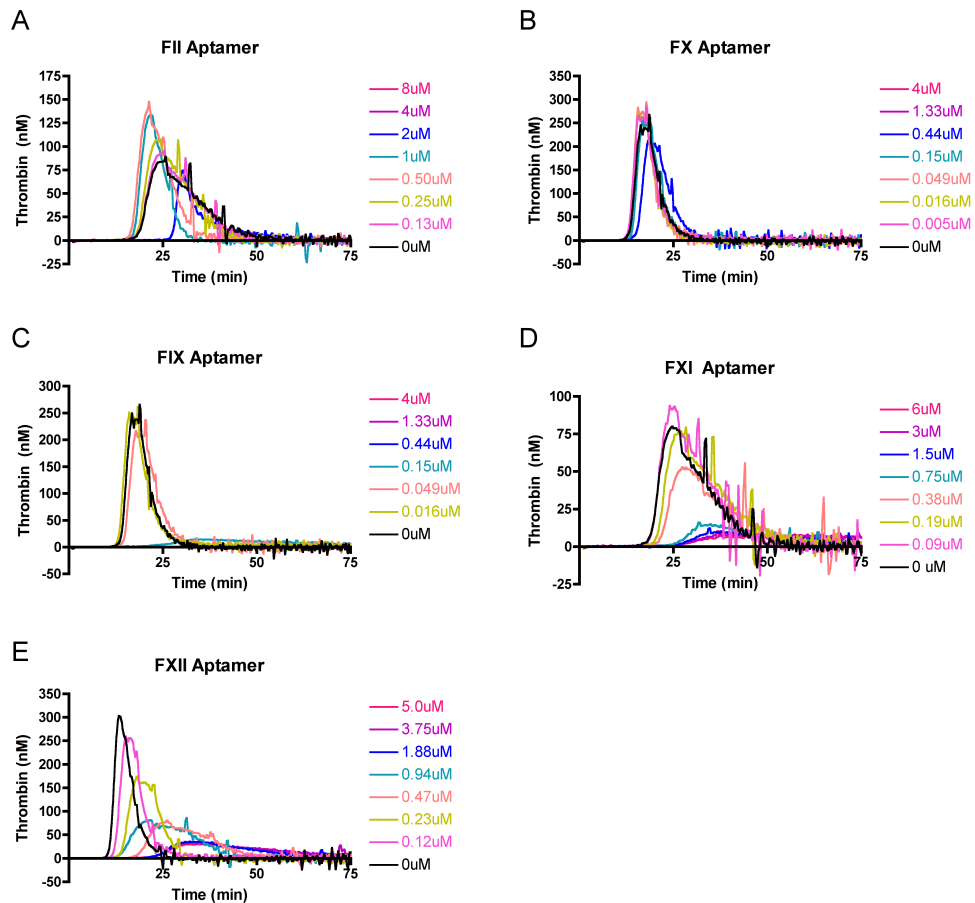 A
FII Aptamer
Thrombin (nM)
175
150
125
100
75
50
25
0
-25
25
50
75
Time (min)
8uM
4uM
2uM
1uM
0.50uM
0.25uM
0.13uM
0uM
B
FX Aptamer
Thrombin (nM)
350
300
250
200
150
100
50
0
-50
25
50
75
Time (min)
4uM
1.33uM
0.44uM
0.15uM
0.049uM
0.016uM
0.005uM
0uM
C
FIX Aptamer
Thrombin (nM)
300
250
200
150
100
50
0
-50
25
50
75
Time (min)
4uM
1.33uM
0.44uM
0.15uM
0.049uM
0.016uM
0uM
D
FXI Aptamer
Thrombin (nM)
100
75
50
25
0
-25
25
50
75
Time (min)
6uM
3uM
1.5uM
0.75uM
0.38uM
0.19uM
0.09uM
0 uM
E
FXII Aptamer
Thrombin (nM)
350
300
250
200
150
100
50
0
-50
25
50
75
Time (min)
5.0uM
3.75uM
1.88uM
0.94uM
0.47uM
0.23uM
0.12uM
0uM